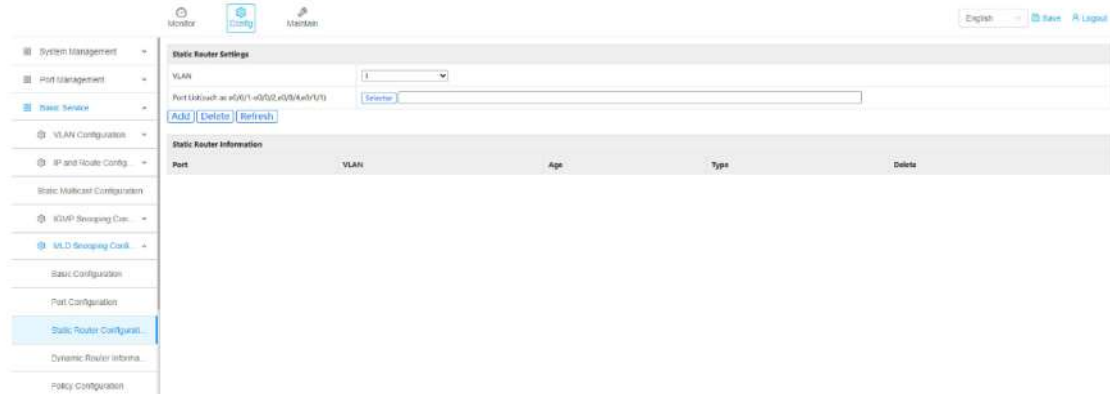 Monitor
Config
Maintain
English
Save
Logout
System Management
Port Management
Basic Service
VLAN Configuration
IP and Route Config...
Static Multicast Configuration
IGMP Snooping Con...
MLD Snooping Confi...
Basic Configuration
Port Configuration
Static Router Configurati...
Dynamic Router Informa...
Policy Configuration
Static Router Settings
VLAN
1
Port List(such as e0/0/1-e0/0/2,e0/0/4,e0/1/1)
Selector
Add Delete Refresh
Static Router Information
Port VLAN Age Type Delete